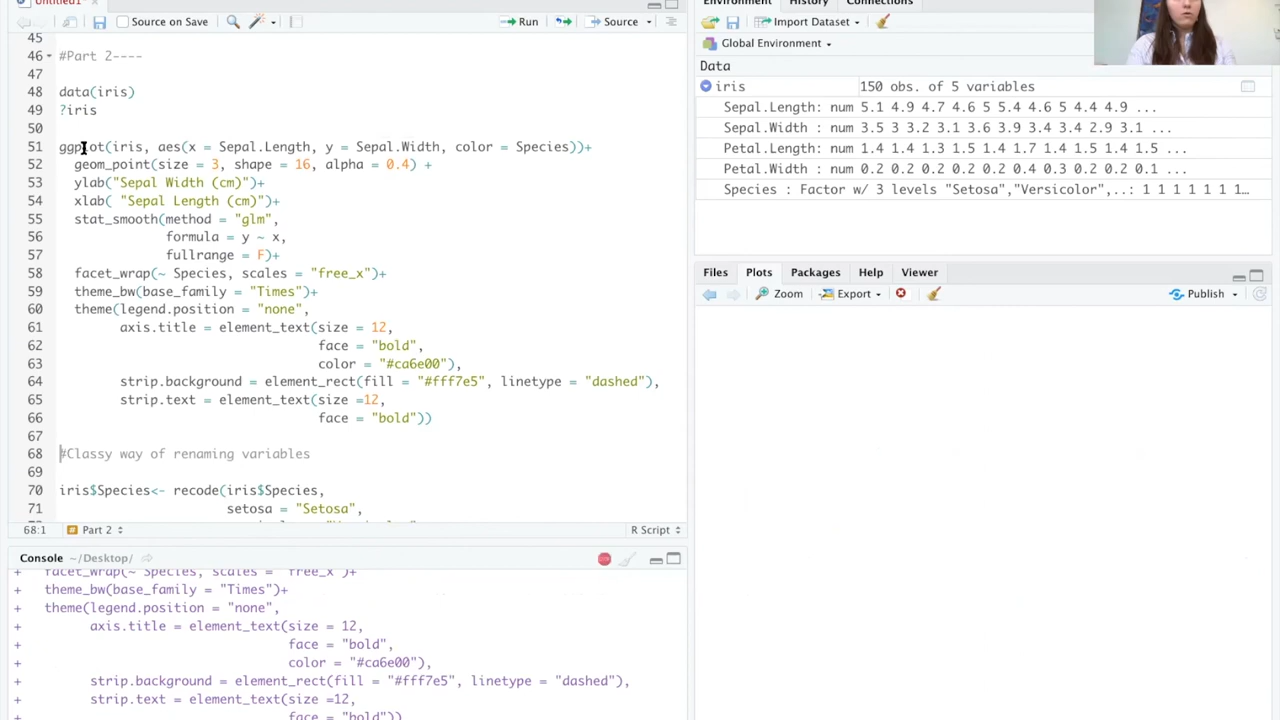 Untitled1*
Source on Save
Run
Source
45
46 #Part 2----
47
48 data(iris)
49 ?iris
50
51 ggplot(iris, aes(x = Sepal.Length, y = Sepal.Width, color = Species))+
52 geom_point(size = 3, shape = 16, alpha = 0.4) +
53 ylab("Sepal Width (cm)")+
54 xlab( "Sepal Length (cm)")+
55 stat_smooth(method = "glm",
56 formula = y ~ x,
57 fullrange = F)+
58 facet_wrap(~ Species, scales = "free_x")+
59 theme_bw(base_family = "Times")+
60 theme(legend.position = "none",
61 axis.title = element_text(size = 12,
62 face = "bold",
63 color = "#ca6e00"),
64 strip.background = element_rect(fill = "#fff7e5", linetype = "dashed"),
65 strip.text = element_text(size =12,
66 face = "bold"))
67
68 #Classy way of renaming variables
69
70 iris$Species<- recode(iris$Species,
71 setosa = "Setosa",
68:1 Part 2 R Script
Console ~/Desktop/
+ facet_wrap(~ Species, scales = "free_x")+
+ theme_bw(base_family = "Times")+
+ theme(legend.position = "none",
+ axis.title = element_text(size = 12,
+ face = "bold",
+ color = "#ca6e00"),
+ strip.background = element_rect(fill = "#fff7e5", linetype = "dashed"),
+ strip.text = element_text(size =12,
+ face = "bold"))
Environment History Connections
Import Dataset
Global Environment
Data
iris 150 obs. of 5 variables
Sepal.Length: num 5.1 4.9 4.7 4.6 5 5.4 4.6 5 4.4 4.9 ...
Sepal.Width : num 3.5 3 3.2 3.1 3.6 3.9 3.4 3.4 2.9 3.1 ...
Petal.Length: num 1.4 1.4 1.3 1.5 1.4 1.7 1.4 1.5 1.4 1.5 ...
Petal.Width : num 0.2 0.2 0.2 0.2 0.2 0.4 0.3 0.2 0.2 0.1 ...
Species : Factor w/ 3 levels "Setosa","Versicolor",..: 1 1 1 1 1 1 1…
Files Plots Packages Help Viewer
Zoom Export Publish